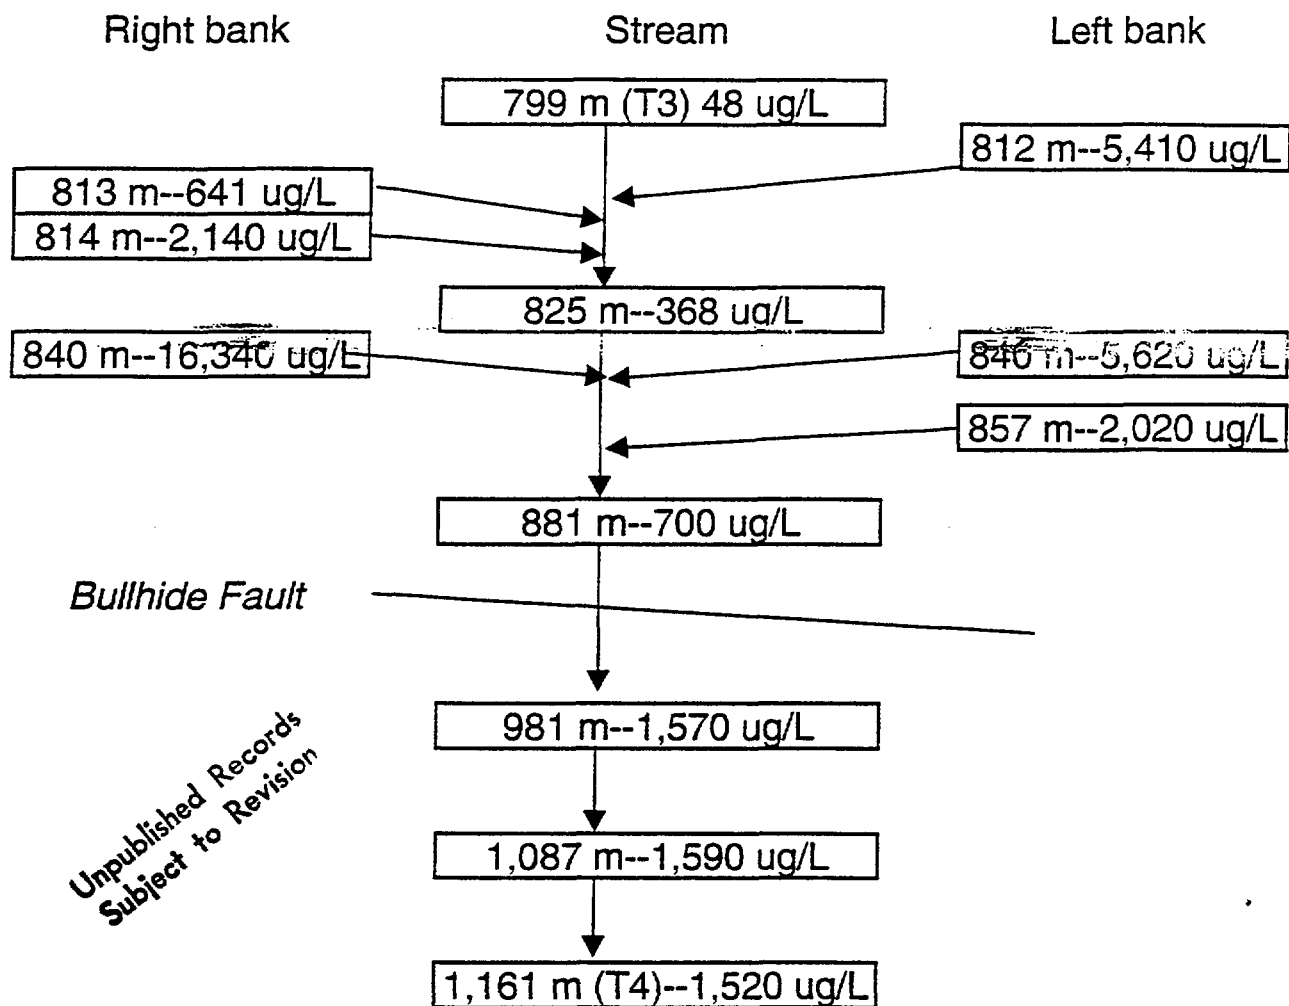 Right bank
Stream
Left bank
799 m (T3) 48 ug/L
812 m--5,410 ug/L
813 m--641 ug/L
814 m--2,140 ug/L
825 m--368 ug/L
840 m--16,340 ug/L
840 m--5,620 ug/L
857 m--2,020 ug/L
881 m--700 ug/L
Bullhide Fault
981 m--1,570 ug/L
Unpublished Records
Subject to Revision
1,087 m--1,590 ug/L
1,161 m (T4)--1,520 ug/L